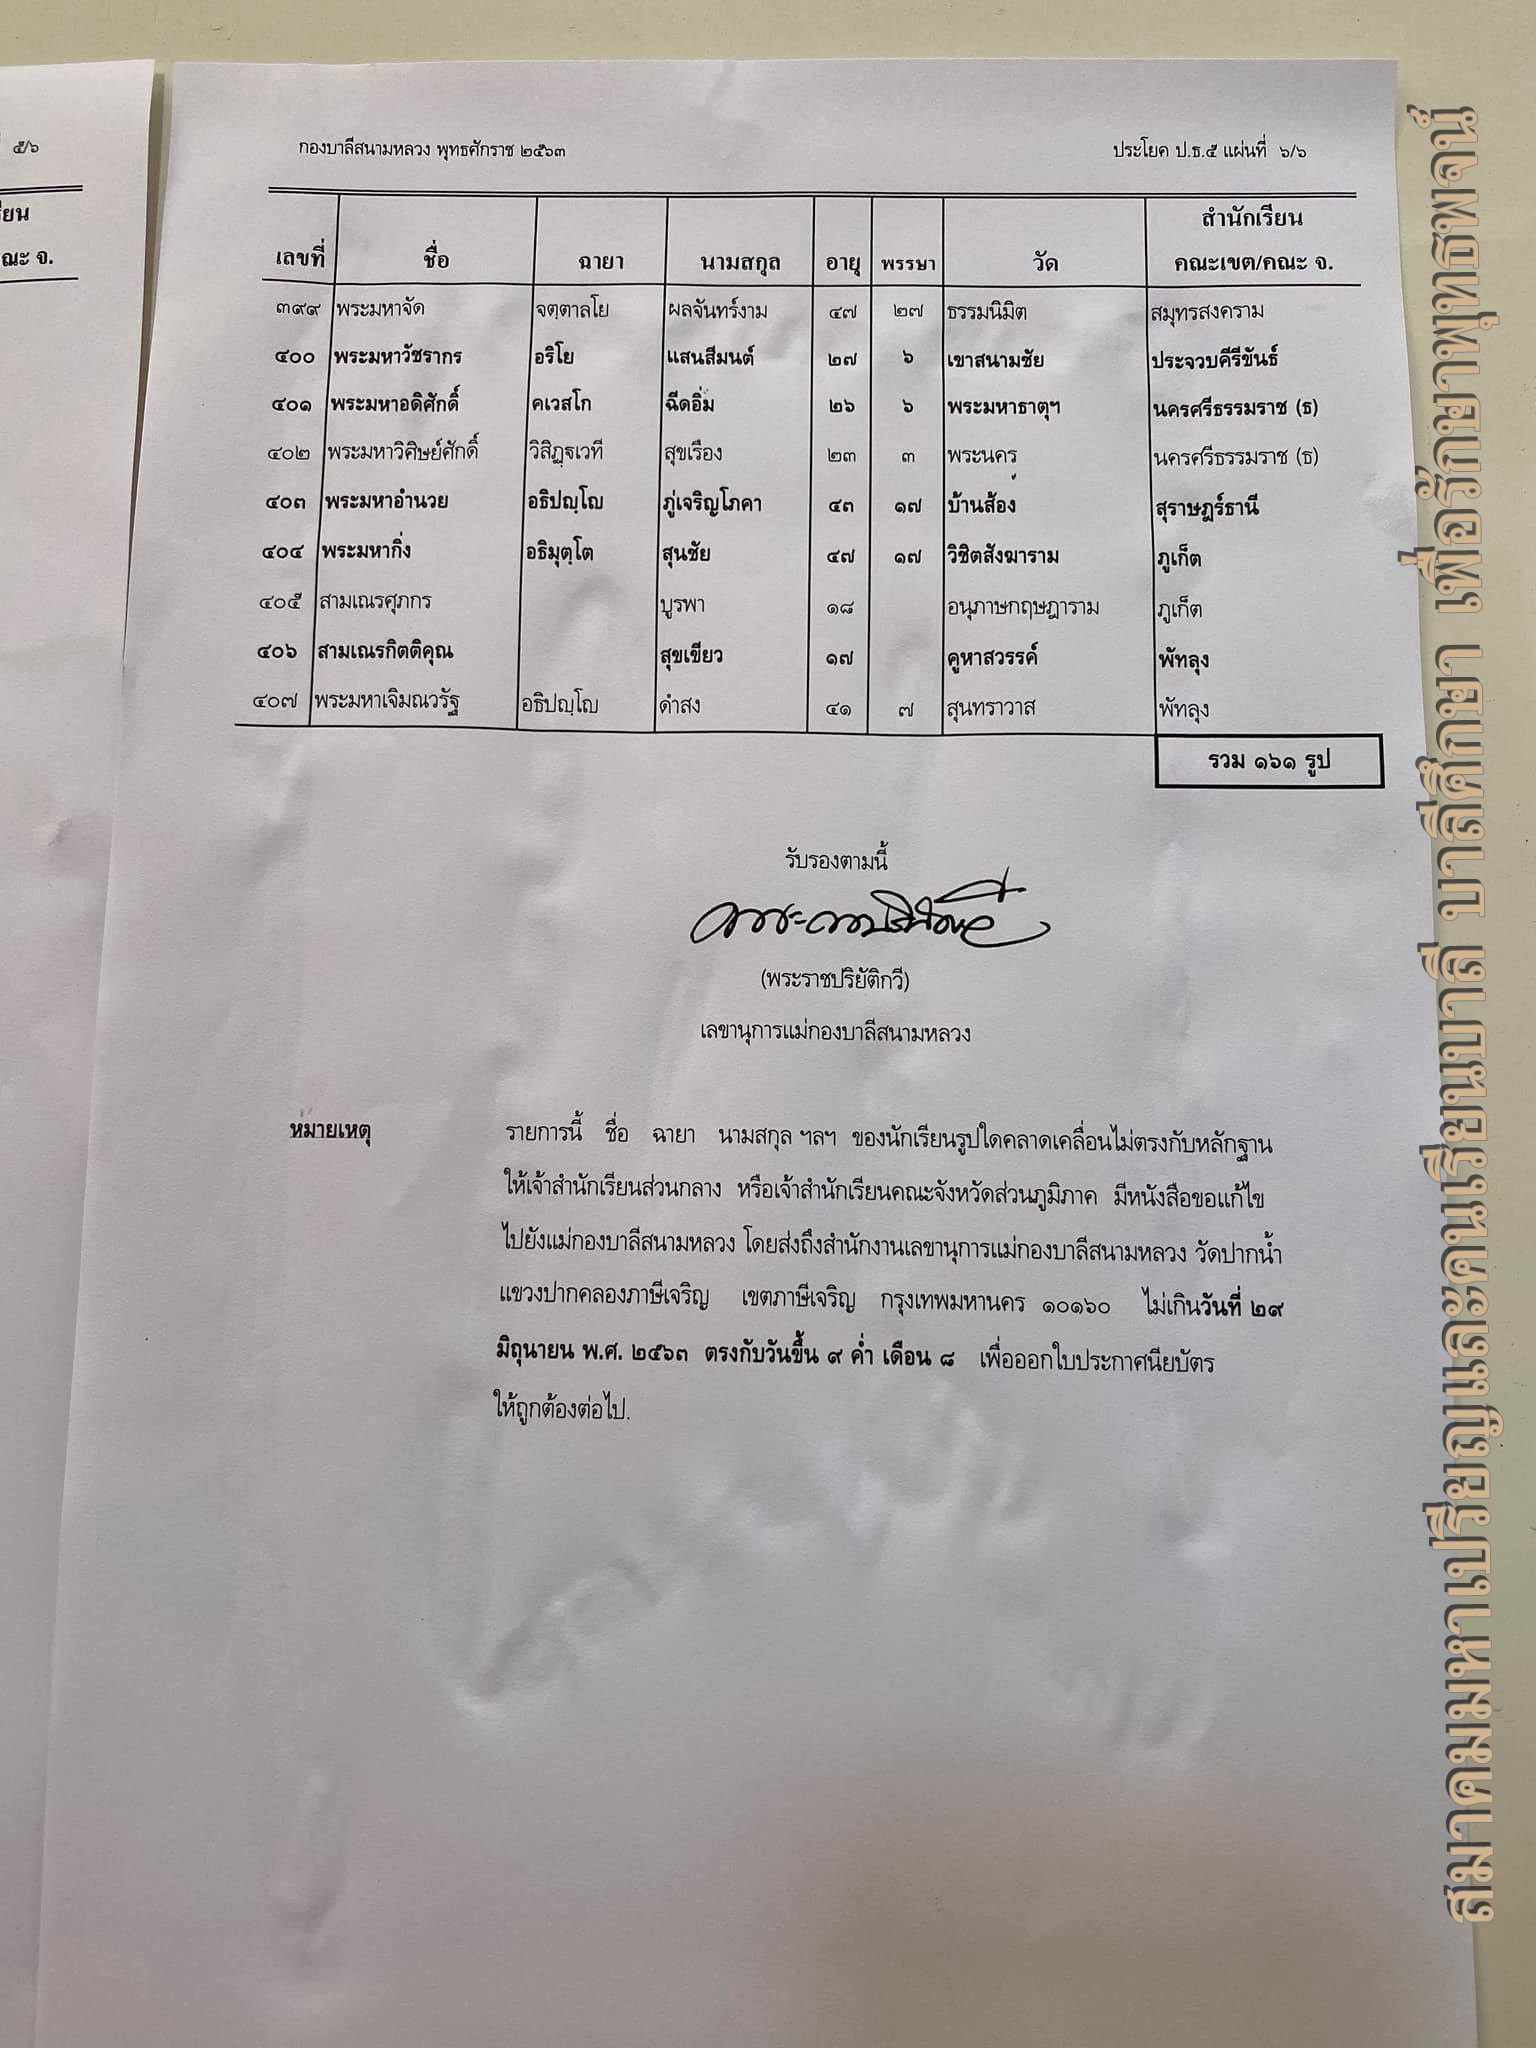 ๕/๖
รียน
คณะ จ.
กองบาลีสนามหลวง พุทธศักราช ๒๕๖๓ ประโยค ป.ธ.๕ แผ่นที่ ๖/๖
เลขที่ ชื่อ ฉายา นามสกุล อายุ พรรษา วัด สำนักเรียน คณะเขต/คณะ จ.
๓๙๙ พระมหาจัด จตฺตาลโย ผลจันทร์งาม ๔๗ ๒๗ ธรรมนิมิต สมุทรสงคราม
๔๐๐ พระมหาวัชรากร อริโย แสนสีมนต์ ๒๗ ๖ เขาสนามชัย ประจวบคีรีขันธ์
๔๐๑ พระมหาอดิศักดิ์ คเวสโก ฉีดอิ่ม ๒๖ ๖ พระมหาธาตุฯ นครศรีธรรมราช (ธ)
๔๐๒ พระมหาวิศิษย์ศักดิ์ วิสิฏฺฐเวที สุขเรือง ๒๓ ๓ พระนคร นครศรีธรรมราช (ธ)
๔๐๓ พระมหาอำนวย อธิปญฺโญ ภู่เจริญโภคา ๔๓ ๑๗ บ้านส้อง สุราษฎร์ธานี
๔๐๔ พระมหากิ่ง อธิมุตฺโต สุนชัย ๔๗ ๑๗ วิชิตสังฆาราม ภูเก็ต
๔๐๕ สามเณรศุภกร บูรพา ๑๘ อนุภาษกฤษฎาราม ภูเก็ต
๔๐๖ สามเณรกิตติคุณ สุขเขียว ๑๗ คูหาสวรรค์ พัทลุง
๔๐๗ พระมหาเจิมณวรัฐ อธิปญฺโญ ดำสง ๔๑ ๗ สุนทราวาส พัทลุง
รวม ๑๖๑ รูป
รับรองตามนี้
(พระราชปริยัติกวี)
เลขานุการแม่กองบาลีสนามหลวง
หมายเหตุ รายการนี้ ชื่อ ฉายา นามสกุล ฯลฯ ของนักเรียนรูปใดคลาดเคลื่อนไม่ตรงกับหลักฐาน
ให้เจ้าสำนักเรียนส่วนกลาง หรือเจ้าสำนักเรียนคณะจังหวัดส่วนภูมิภาค มีหนังสือขอแก้ไข
ไปยังแม่กองบาลีสนามหลวง โดยส่งถึงสำนักงานเลขานุการแม่กองบาลีสนามหลวง วัดปากน้ำ
แขวงปากคลองภาษีเจริญ เขตภาษีเจริญ กรุงเทพมหานคร ๑๐๑๖๐ ไม่เกินวันที่ ๒๙
มิถุนายน พ.ศ. ๒๕๖๓ ตรงกับวันขึ้น ๙ ค่ำ เดือน ๘ เพื่อออกใบประกาศนียบัตร
ให้ถูกต้องต่อไป.
สมาคมมหาเปรียญและคนเรียนบาลี บาลีศึกษา เพื่อรักษาพุทธพจน์